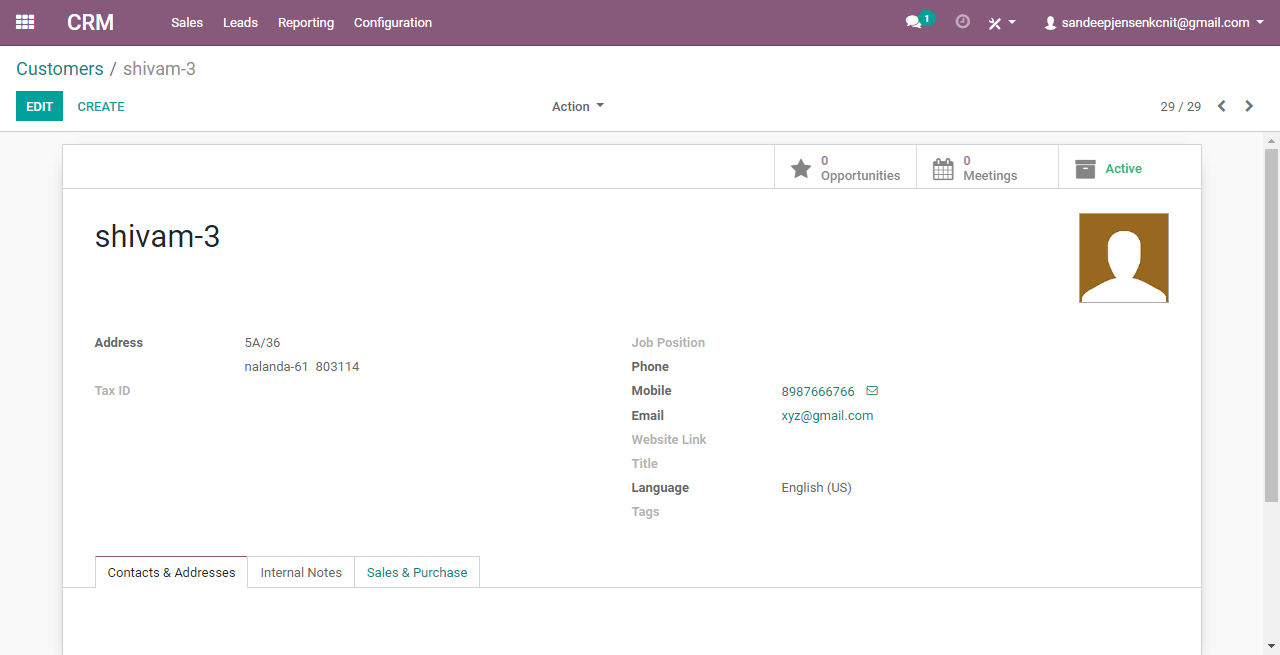 CRM Sales Leads Reporting Configuration 1 sandeepjensenkcnit@gmail.com
Customers / shivam-3
EDIT CREATE Action 29 / 29
0 Opportunities
0 Meetings
Active
shivam-3
Address 5A/36
nalanda-61 803114
Tax ID
Job Position
Phone
Mobile 8987666766
Email xyz@gmail.com
Website Link
Title
Language English (US)
Tags
Contacts & Addresses Internal Notes Sales & Purchase